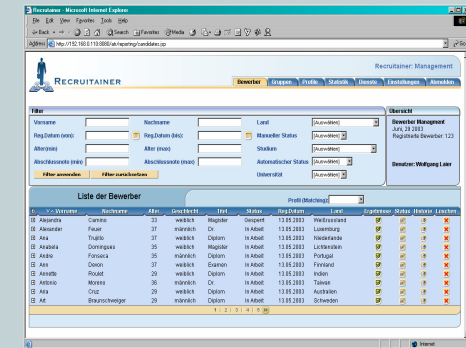 Recrutainer - Microsoft Internet Explorer
File Edit View Favorites Tools Help
Back Search Favorites Media
Address http://192.168.0.110:8080/atr/reporting/candidates.jsp Go
Recruitainer: Management
RECRUITAINER
Bewerber Gruppen Profile Statistik Dienste Einstellungen Abmelden
Filter Übersicht
Vorname Nachname Land (Auswählen) Bewerber Managment
Reg.Datum (von): Reg.Datum (bis): Manueller Status (Auswählen) Juni, 29 2003
Registrierte Bewerber: 123
Alter(min) Alter (max) Studium (Auswählen)
Abschlussnote (min) Abschlussnote (max) Automatischer Status (Auswählen) Benutzer: Wolfgang Laier
Filter anwenden Filter zurücksetzen Universität (Auswählen)
Liste der Bewerber Profil (Matching):
Vorname Nachname Alter Geschlecht Titel Status Reg.Datum Land Ergebnisse Status Historie Löschen
Alejandra Camino 33 weiblich Magister Gesperrt 13.05.2003 Weißrussland
Alexander Feuer 37 männlich Dr. In Arbeit 13.05.2003 Luxemburg
Ana Trujilo 37 weiblich Diplom In Arbeit 13.05.2003 Niederlande
Anabela Domingues 35 weiblich Magister In Arbeit 13.05.2003 Lichtenstein
Andre Fonseca 35 männlich Diplom In Arbeit 13.05.2003 Portugal
Ann Devon 37 weiblich Examen In Arbeit 13.05.2003 Finnland
Annette Roulet 29 weiblich Diplom In Arbeit 13.05.2003 Indien
Antonio Moreno 36 männlich Dr. In Arbeit 13.05.2003 Taiwan
Aria Cruz 29 weiblich Diplom In Arbeit 13.05.2003 Australien
Art Braunschweiger 29 männlich Diplom In Arbeit 13.05.2003 Schweden
1 | 2 | 3 | 4 | 5
Internet